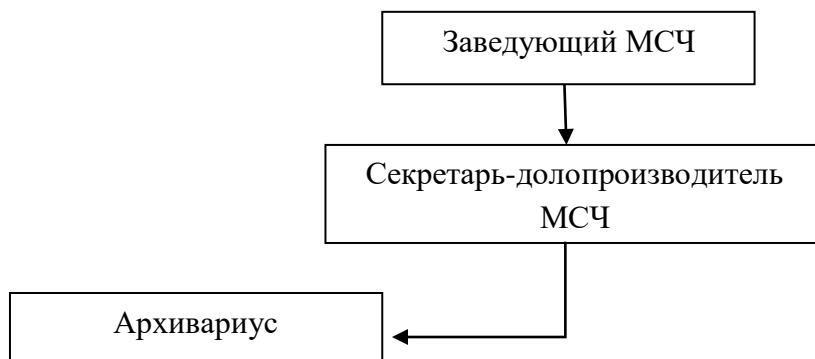 Заведующий МСЧ
Секретарь-долопроизводитель
МСЧ
Архивариус